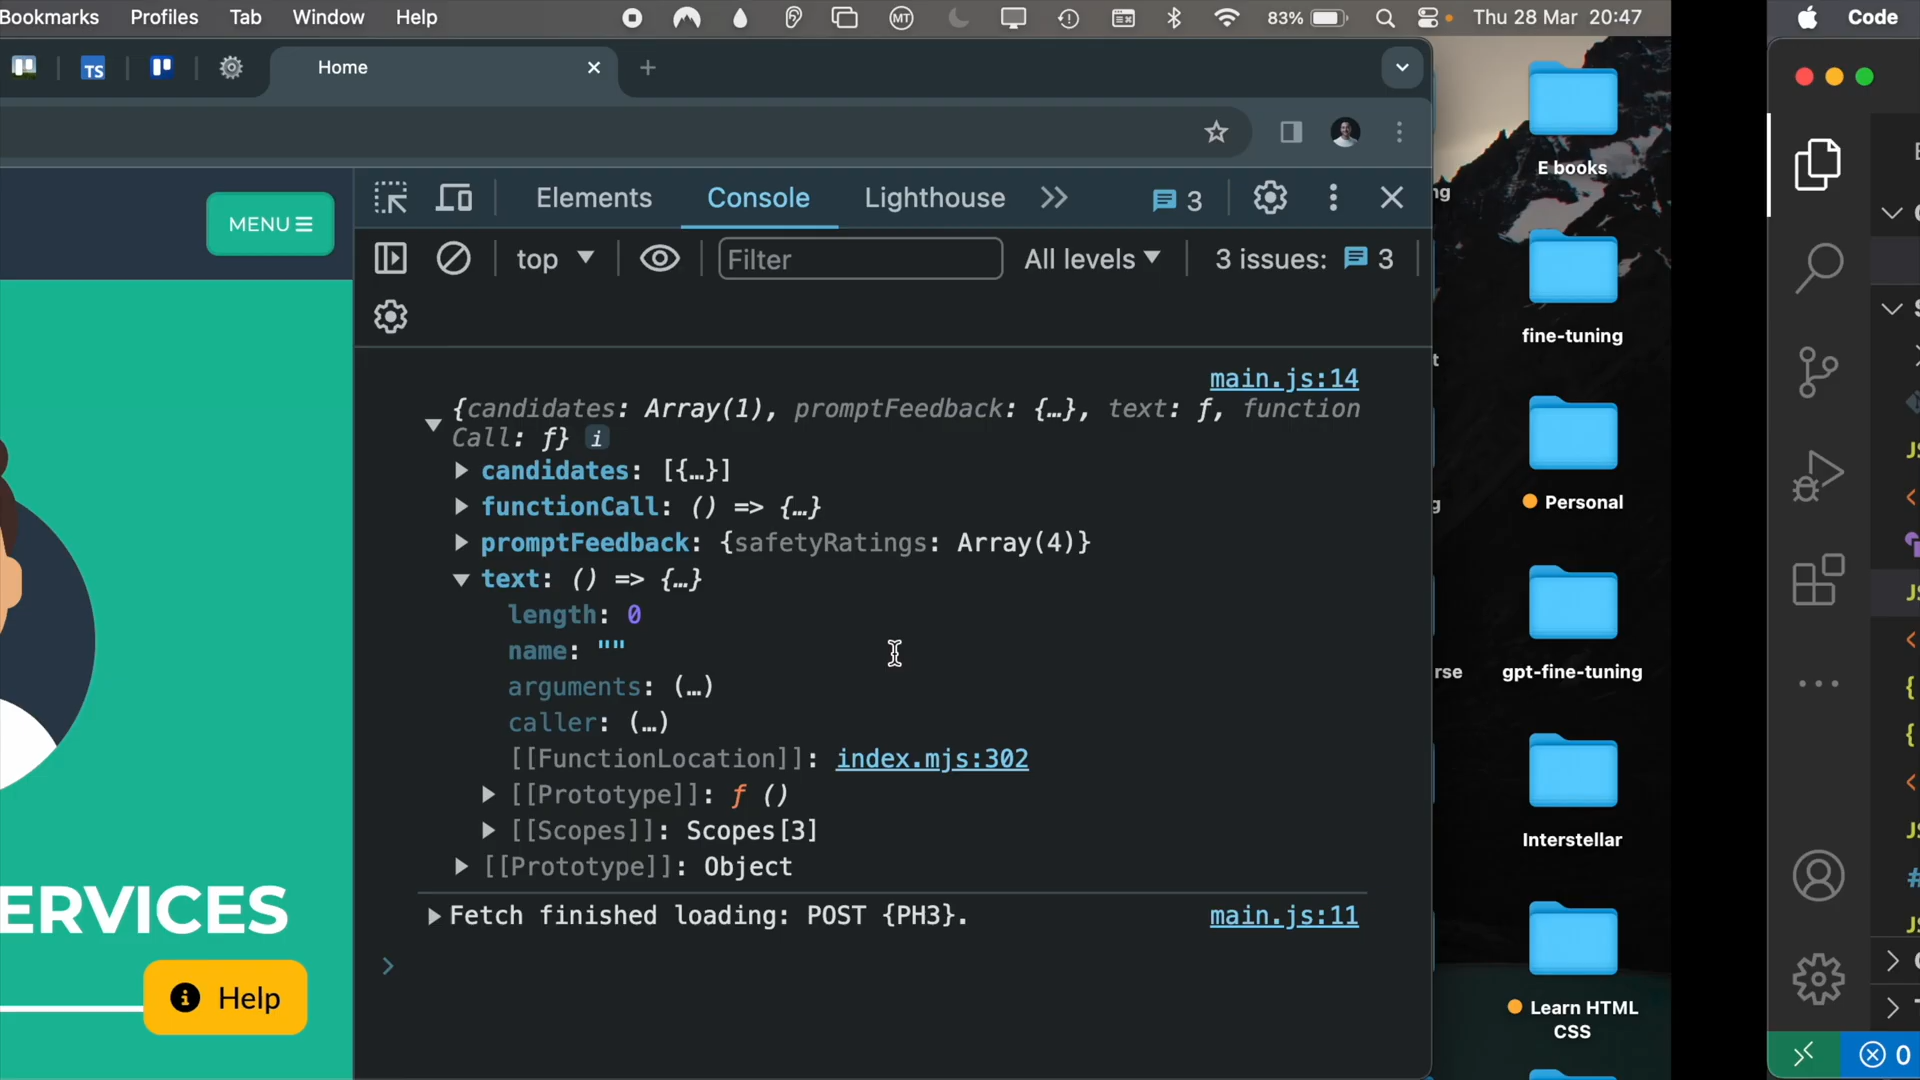 Bookmarks Profiles Tab Window Help MT 83% Thu 28 Mar 20:47 Code
TS Home
Elements Console Lighthouse 3
MENU
top Filter All levels 3 issues: 3
main.js:14
{candidates: Array(1), promptFeedback: {…}, text: ƒ, function
Call: ƒ} i
candidates: [{…}]
functionCall: () => {…}
promptFeedback: {safetyRatings: Array(4)}
text: () => {…}
length: 0
name: ""
arguments: (…)
caller: (…)
[[FunctionLocation]]: index.mjs:302
[[Prototype]]: ƒ ()
[[Scopes]]: Scopes[3]
[[Prototype]]: Object
Fetch finished loading: POST {PH3}. main.js:11
>
ERVICES
Help
E books
fine-tuning
Personal
rse
gpt-fine-tuning
Interstellar
Learn HTML
CSS
0